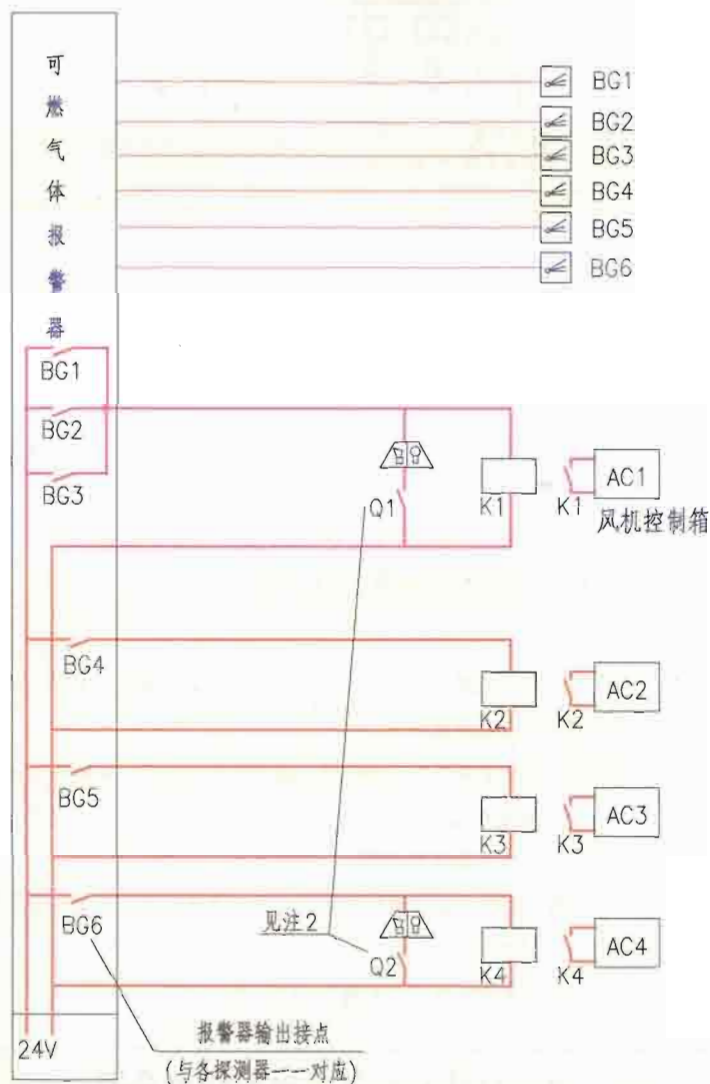 可燃气体报警器
BG1
BG2
BG3
BG4
BG5
BG6
BG1
BG2
BG3
Q1
K1
K1
AC1
风机控制箱
BG4
K2
K2
AC2
BG5
K3
K3
AC3
BG6
见注2
Q2
K4
K4
AC4
24V
报警器输出接点
(与各探测器一一对应)